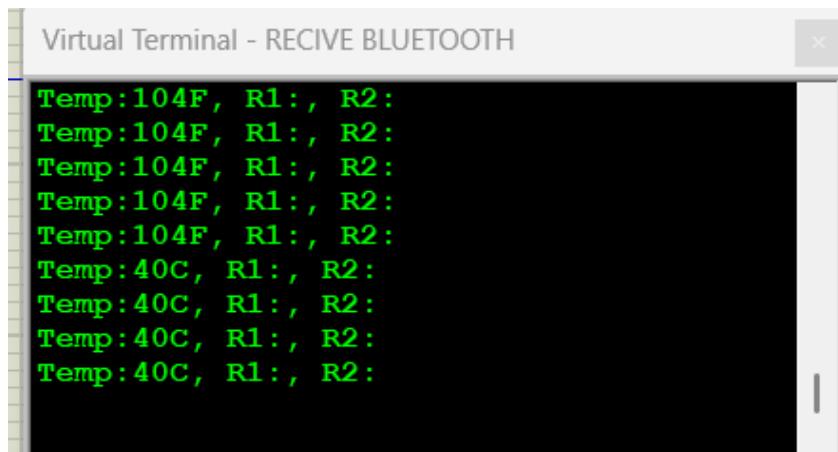 Virtual Terminal - RECIVE BLUETOOTH
Temp:104F, R1:, R2:
Temp:104F, R1:, R2:
Temp:104F, R1:, R2:
Temp:104F, R1:, R2:
Temp:104F, R1:, R2:
Temp:40C, R1:, R2:
Temp:40C, R1:, R2:
Temp:40C, R1:, R2:
Temp:40C, R1:, R2: